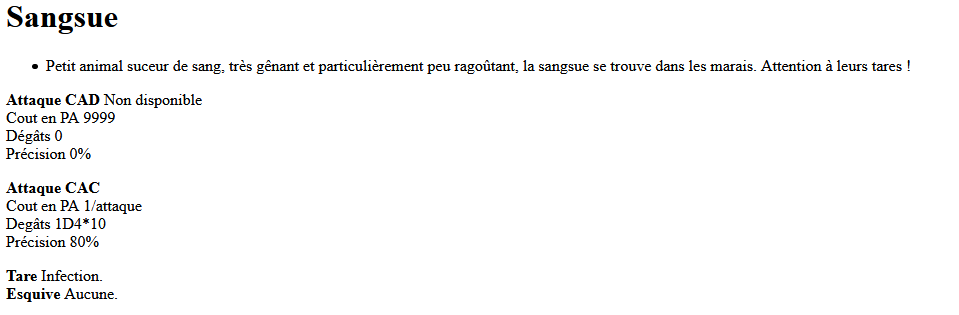 Sangsue
Petit animal suceur de sang, très gênant et particulièrement peu ragoûtant, la sangsue se trouve dans les marais. Attention à leurs tares !
Attaque CAD Non disponible
Cout en PA 9999
Dégâts 0
Précision 0%
Attaque CAC
Cout en PA 1/attaque
Degâts 1D4*10
Précision 80%
Tare Infection.
Esquive Aucune.